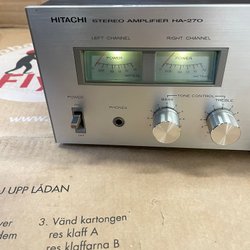 HITACHI STEREO AMPLIFIER HA-270
LEFT CHANNEL RIGHT CHANNEL
POWER POWER
POWER
PHONES
TONE CONTROL
BASS TREBLE
J UPP LÅDAN
3. Vänd kartongen
res klaff A
res klaffarna B